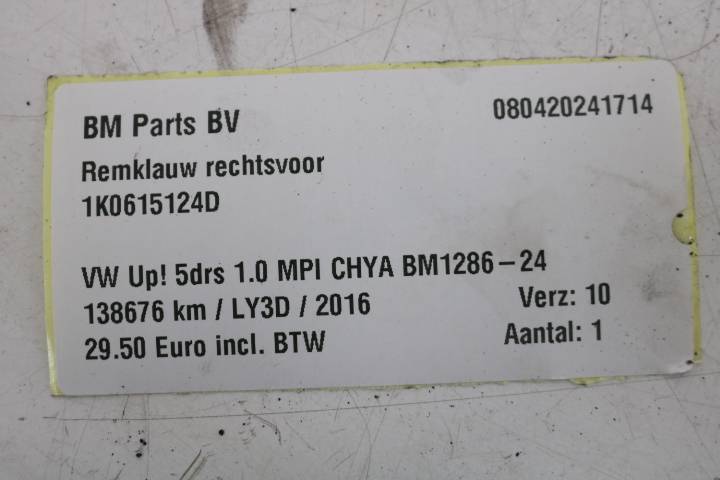 BM Parts BV 080420241714
Remklauw rechtsvoor
1K0615124D
VW Up! 5drs 1.0 MPI CHYA BM1286-24
138676 km / LY3D / 2016 Verz: 10
29.50 Euro incl. BTW Aantal: 1